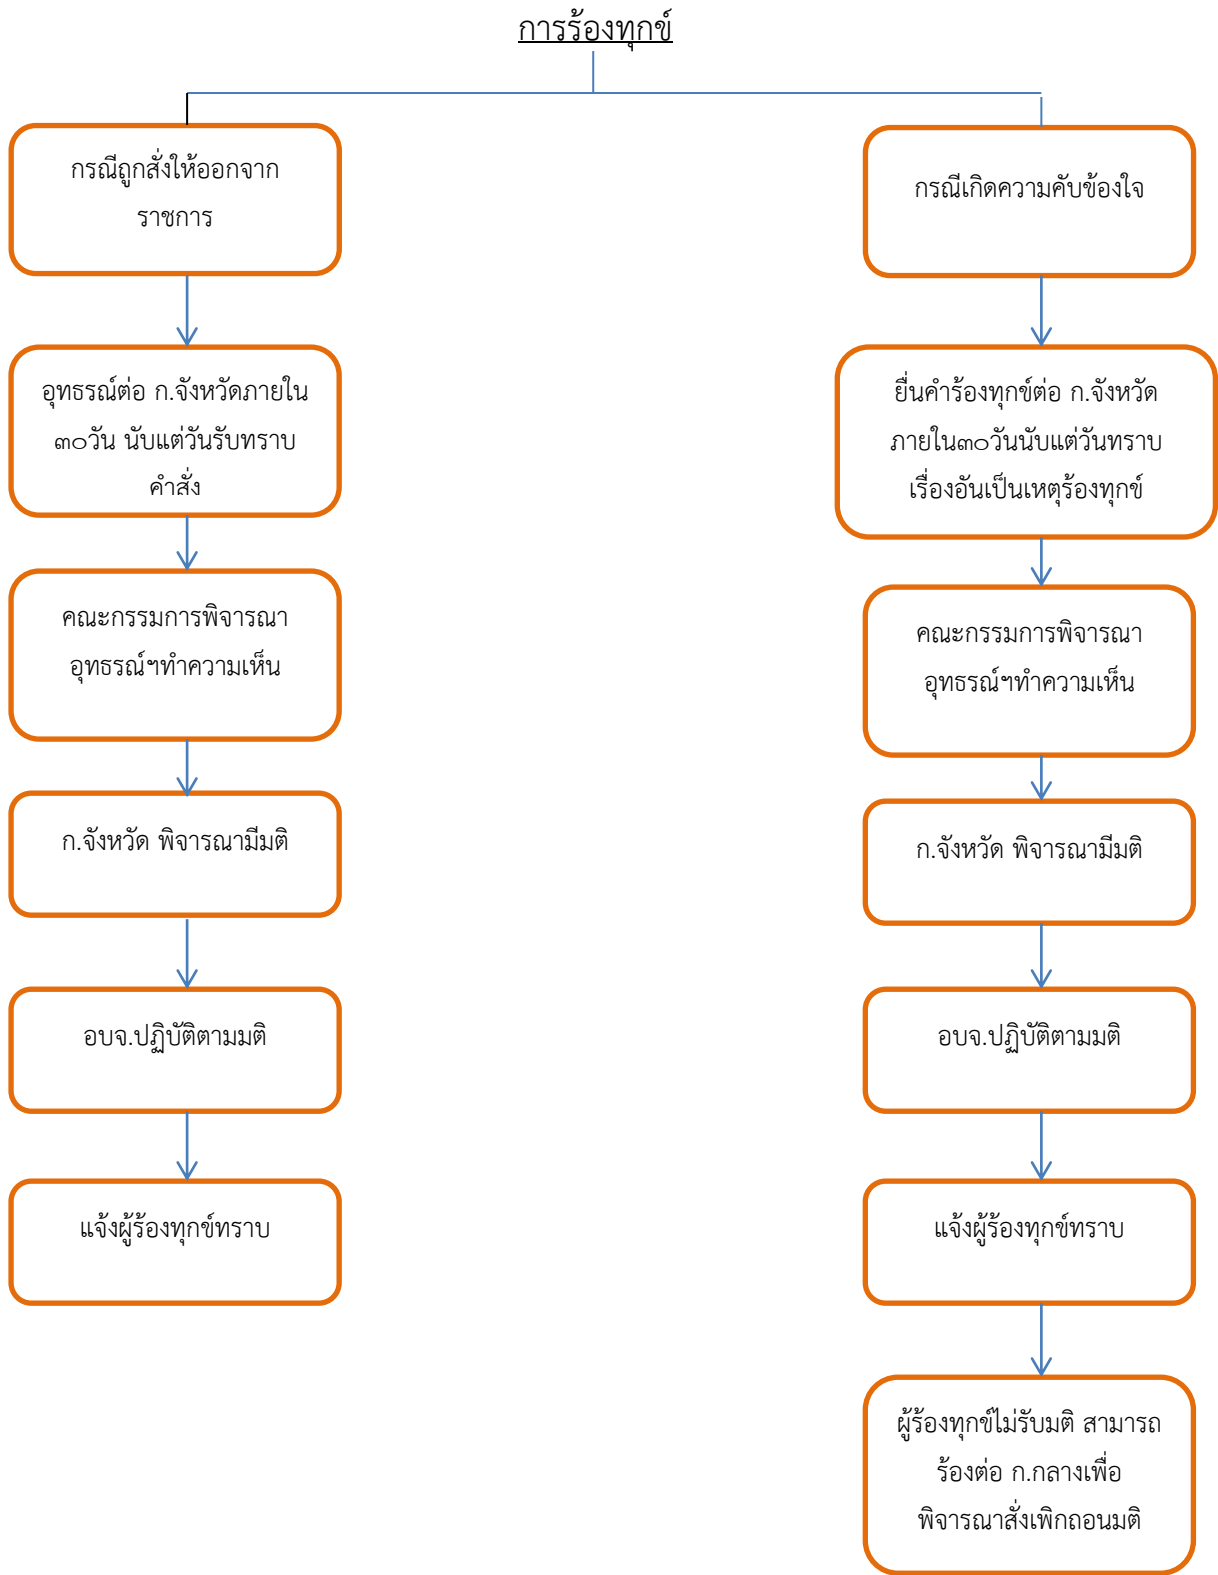 การร้องทุกข์
กรณีถูกสั่งให้ออกจาก
ราชการ
อุทธรณ์ต่อ ก.จังหวัดภายใน
๓๐วัน นับแต่วันรับทราบ
คำสั่ง
คณะกรรมการพิจารณา
อุทธรณ์ฯทำความเห็น
ก.จังหวัด พิจารณามีมติ
อบจ.ปฏิบัติตามมติ
แจ้งผู้ร้องทุกข์ทราบ
กรณีเกิดความคับข้องใจ
ยื่นคำร้องทุกข์ต่อ ก.จังหวัด
ภายใน๓๐วันนับแต่วันทราบ
เรื่องอันเป็นเหตุร้องทุกข์
คณะกรรมการพิจารณา
อุทธรณ์ฯทำความเห็น
ก.จังหวัด พิจารณามีมติ
อบจ.ปฏิบัติตามมติ
แจ้งผู้ร้องทุกข์ทราบ
ผู้ร้องทุกข์ไม่รับมติ สามารถ
ร้องต่อ ก.กลางเพื่อ
พิจารณาสั่งเพิกถอนมติ